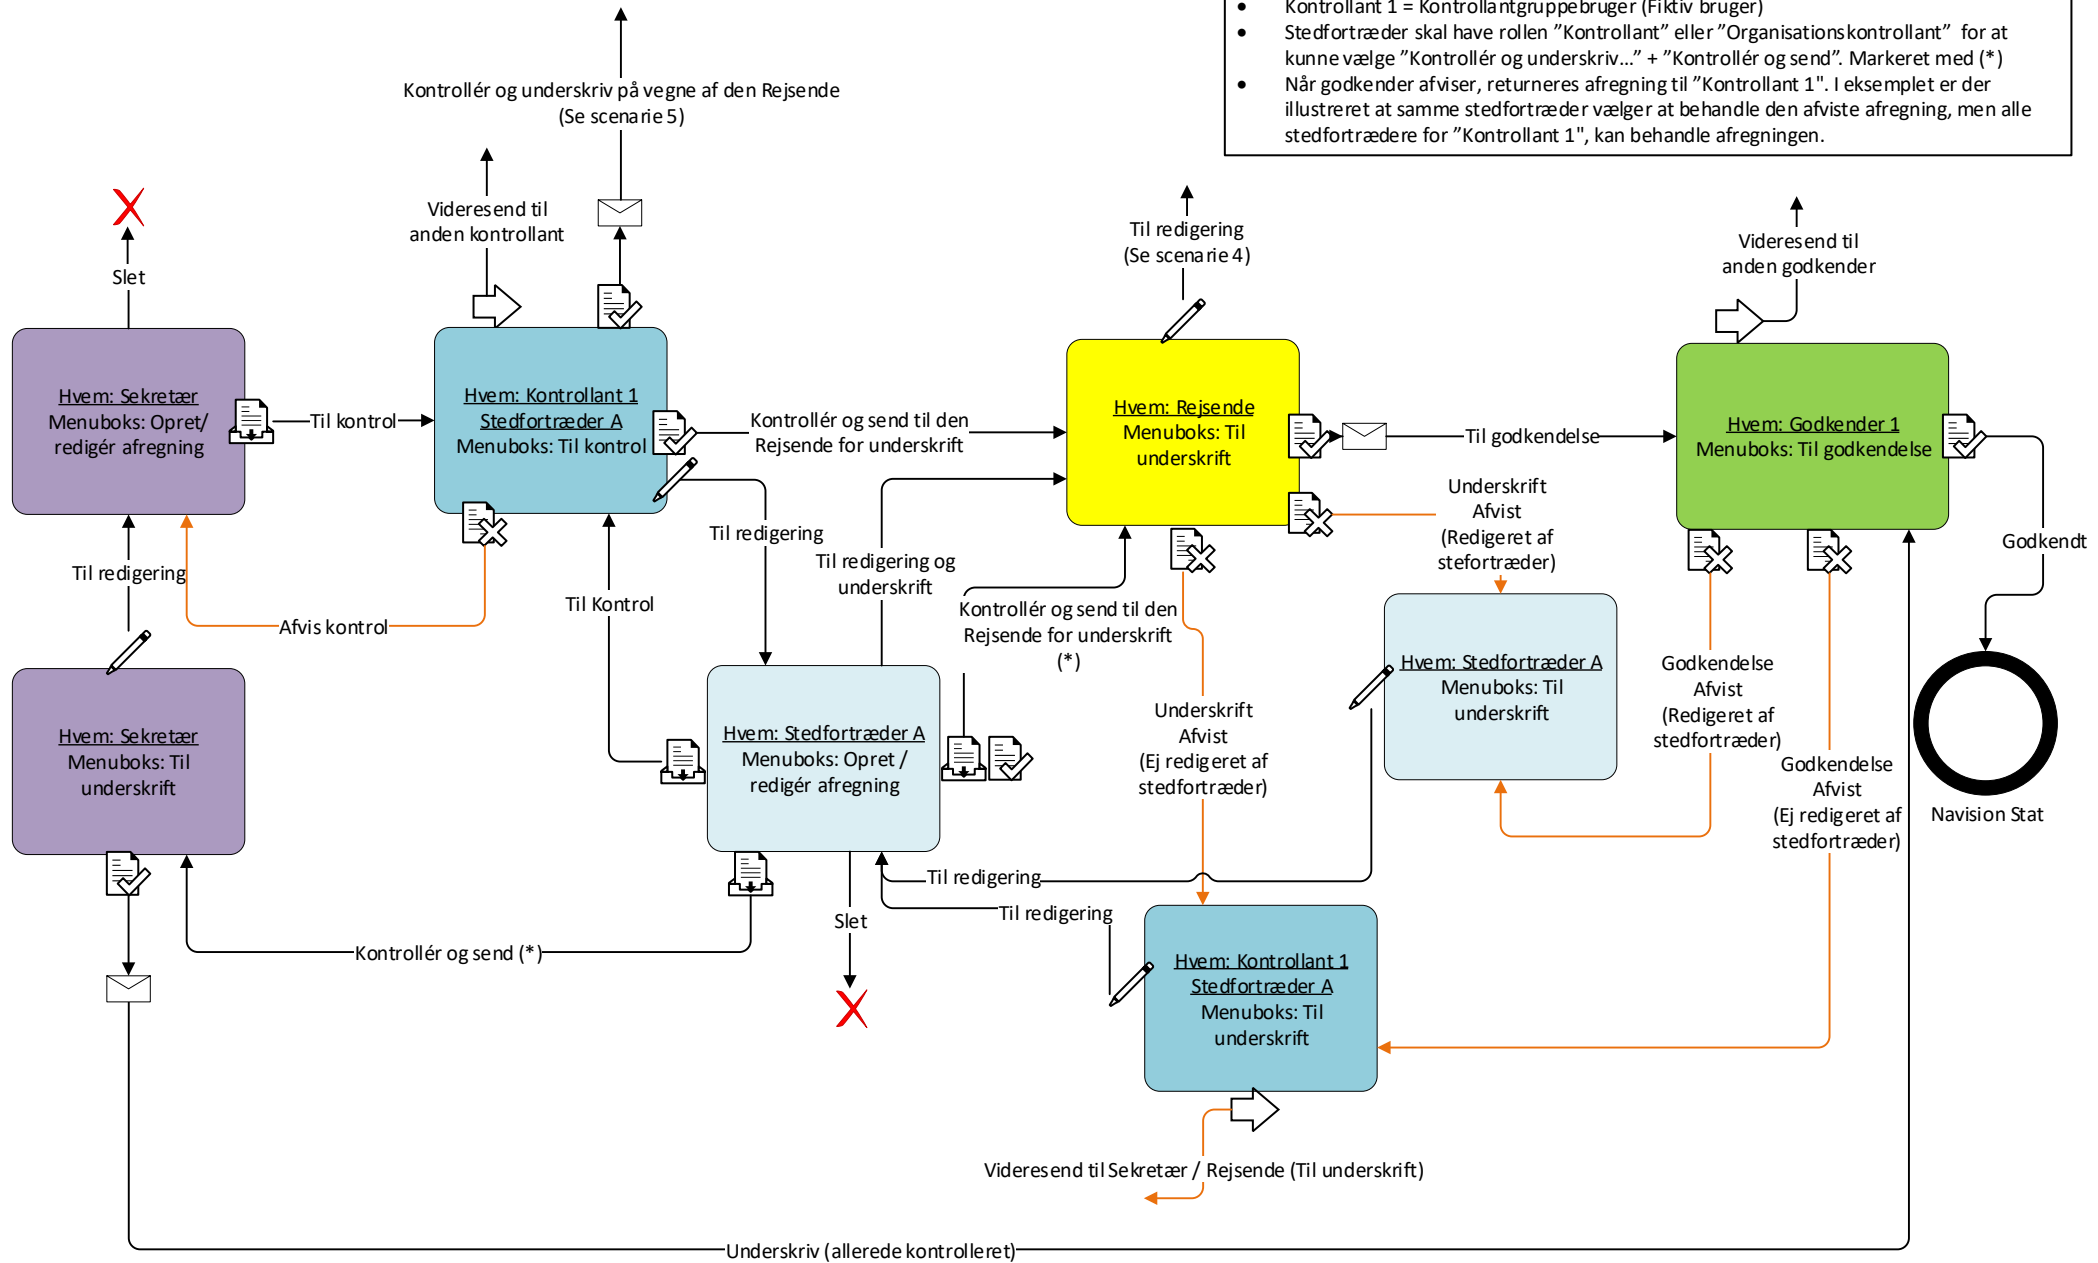 • Kontrollant 1 = Kontrollantgruppebruger (Fiktiv bruger)
• Stedfortræder skal have rollen ”Kontrollant” eller ”Organisationskontrollant” for at
kunne vælge ”Kontrollér og underskriv…” + ”Kontrollér og send”. Markeret med (*)
• Når godkender afviser, returneres afregning til ”Kontrollant 1". I eksemplet er der
illustreret at samme stedfortræder vælger at behandle den afviste afregning, men alle
stedfortrædere for ”Kontrollant 1", kan behandle afregningen.
Kontrollér og underskriv på vegne af den Rejsende
(Se scenarie 5)
Videresend til
anden kontrollant
Til redigering
(Se scenarie 4)
Videresend til
anden godkender
Slet
Hvem: Sekretær
Menuboks: Opret/
redigér afregning
Til kontrol
Hvem: Kontrollant 1
Stedfortræder A
Menuboks: Til kontrol
Kontrollér og send til den
Rejsende for underskrift
Hvem: Rejsende
Menuboks: Til
underskrift
Til godkendelse
Hvem: Godkender 1
Menuboks: Til godkendelse
Godkendt
Underskrift
Afvist
(Redigeret af
stefortræder)
Til redigering
Til redigering
Til redigering og
underskrift
Til Kontrol
Afvis kontrol
Kontrollér og send til den
Rejsende for underskrift
(*)
Hvem: Sekretær
Menuboks: Til
underskrift
Hvem: Stedfortræder A
Menuboks: Opret /
redigér afregning
Underskrift
Afvist
(Ej redigeret af
stedfortræder)
Hvem: Stedfortræder A
Menuboks: Til
underskrift
Godkendelse
Afvist
(Redigeret af
stedfortræder)
Godkendelse
Afvist
(Ej redigeret af
stedfortræder)
Navision Stat
Til redigering
Til redigering
Slet
Kontrollér og send (*)
Hvem: Kontrollant 1
Stedfortræder A
Menuboks: Til
underskrift
Videresend til Sekretær / Rejsende (Til underskrift)
Underskriv (allerede kontrolleret)